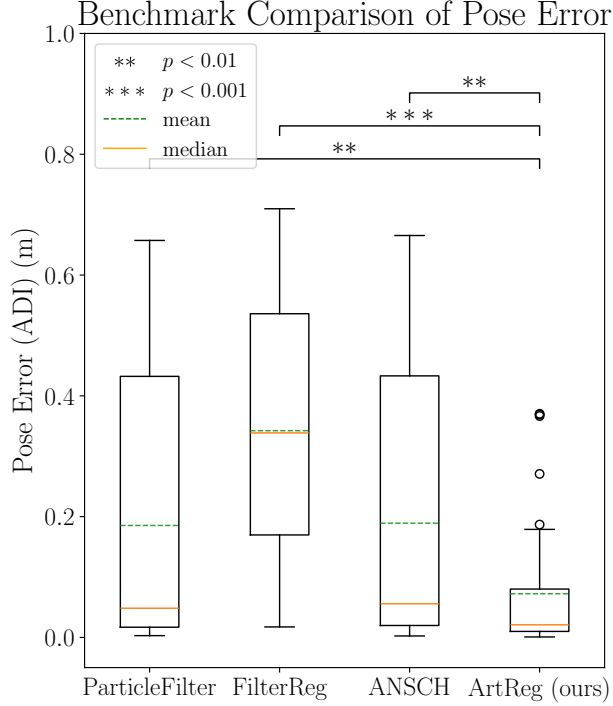 Benchmark Comparison of Pose Error
** p < 0.01
*** p < 0.001
mean
median
**
***
**
Pose Error (ADI) (m)
1.0
0.8
0.6
0.4
0.2
0.0
ParticleFilter FilterReg ANSCH ArtReg (ours)